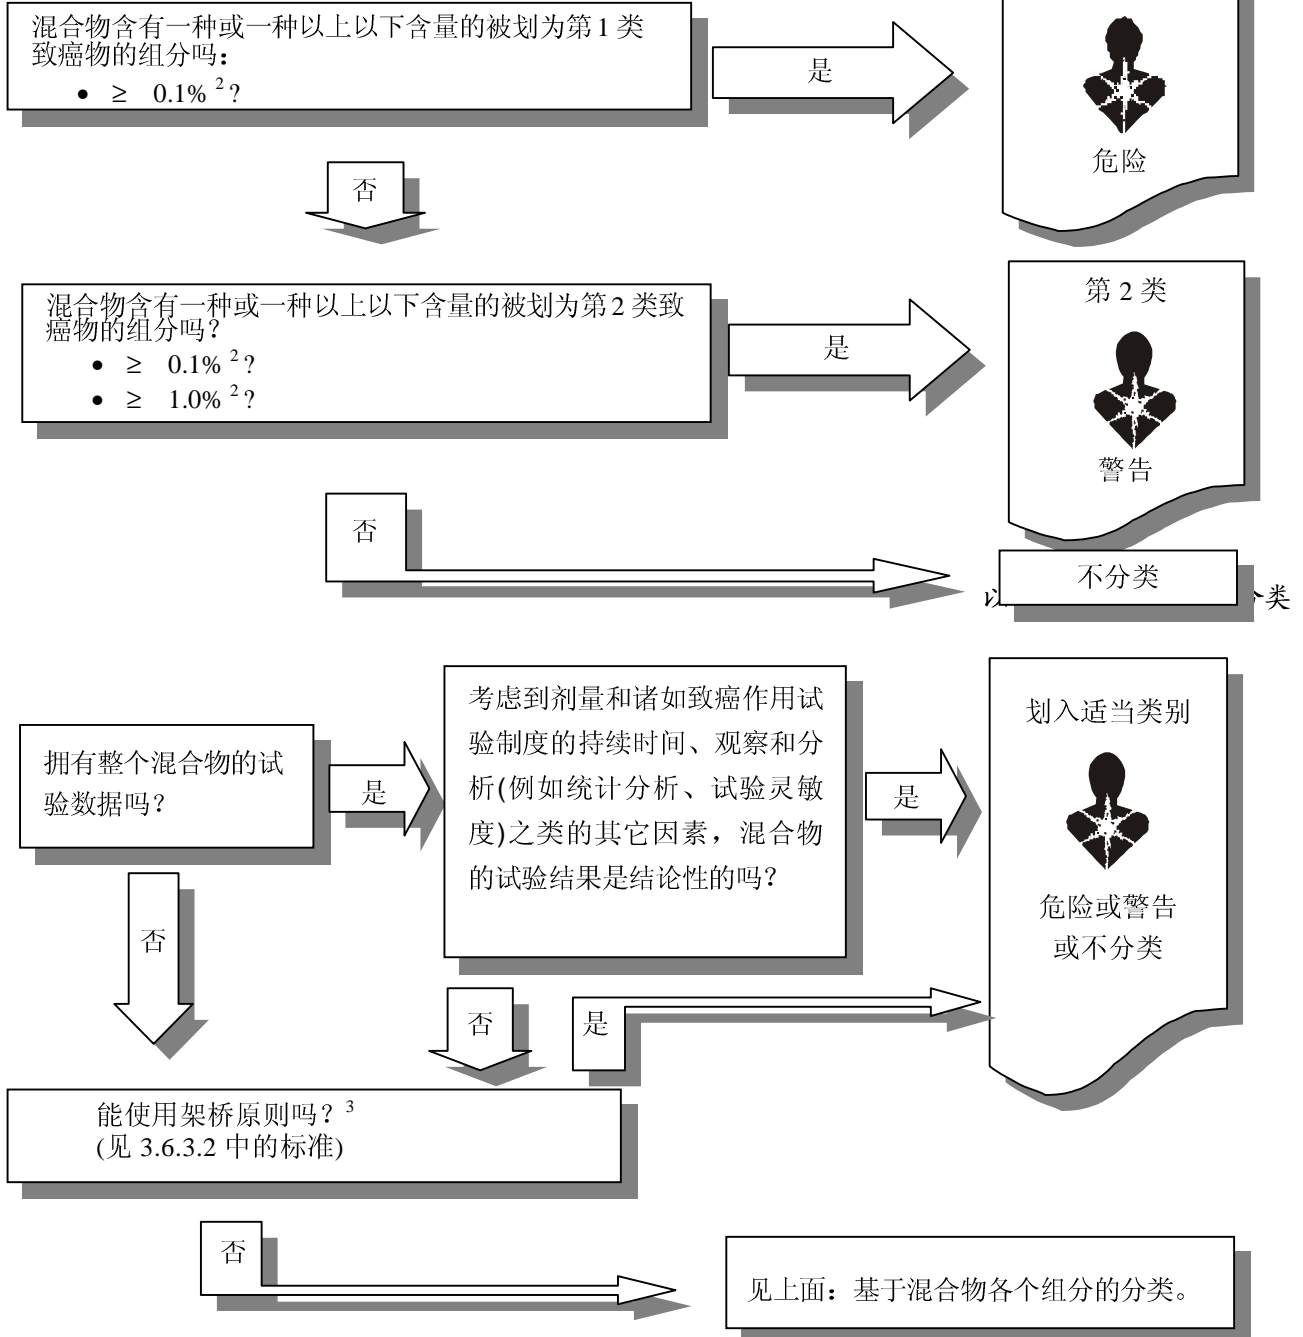 混合物含有一种或一种以上以下含量的被划为第 1 类
致癌物的组分吗：
• ≥ 0.1% 2 ?
是
危险
否
混合物含有一种或一种以上以下含量的被划为第 2 类致
癌物的组分吗？
• ≥ 0.1% 2 ?
• ≥ 1.0% 2 ?
是
第 2 类
警告
否
不分类
类
拥有整个混合物的试
验数据吗？
是
考虑到剂量和诸如致癌作用试
验制度的持续时间、观察和分
析(例如统计分析、试验灵敏
度)之类的其它因素，混合物
的试验结果是结论性的吗？
是
划入适当类别
危险或警告
或不分类
否
否
是
能使用架桥原则吗？3
(见 3.6.3.2 中的标准)
否
见上面：基于混合物各个组分的分类。